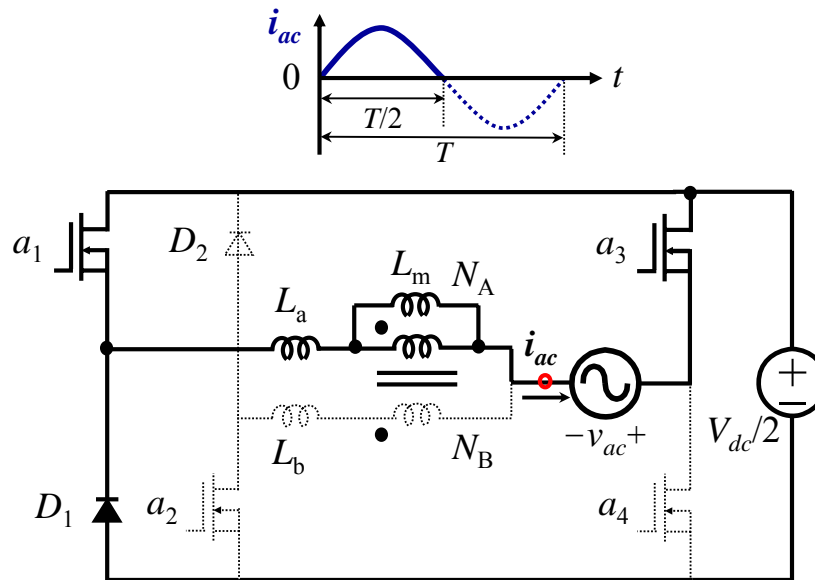 i_ac
0
t
T/2
T
a_1
D_2
L_m
N_A
a_3
L_a
i_ac
+
−
−v_ac+
V_dc/2
L_b
N_B
D_1
a_2
a_4